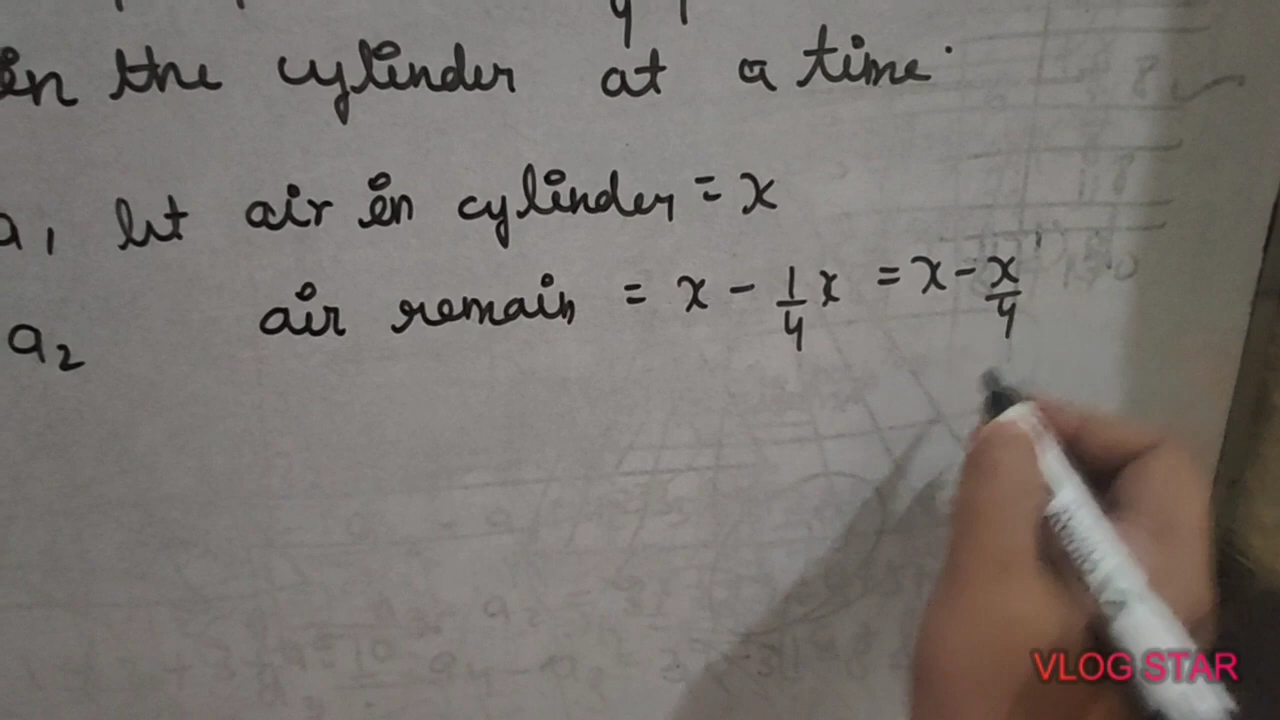 in the cylinder at a time.
a1 let air in cylinder = x
a2 air remain = x - 1/4 x = x - x/4
VLOG STAR